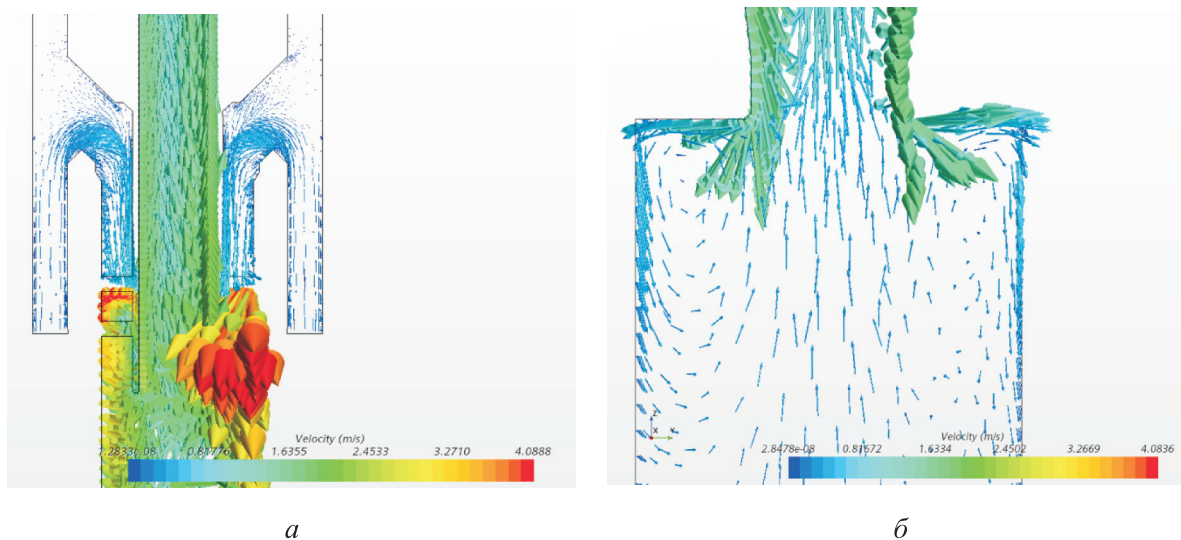 Velocity (m/s)
1.2833e-08 0.81776 1.6355 2.4533 3.2710 4.0888
Z
X Y
Velocity (m/s)
2.8478e-08 0.81672 1.6334 2.4502 3.2669 4.0836
а б